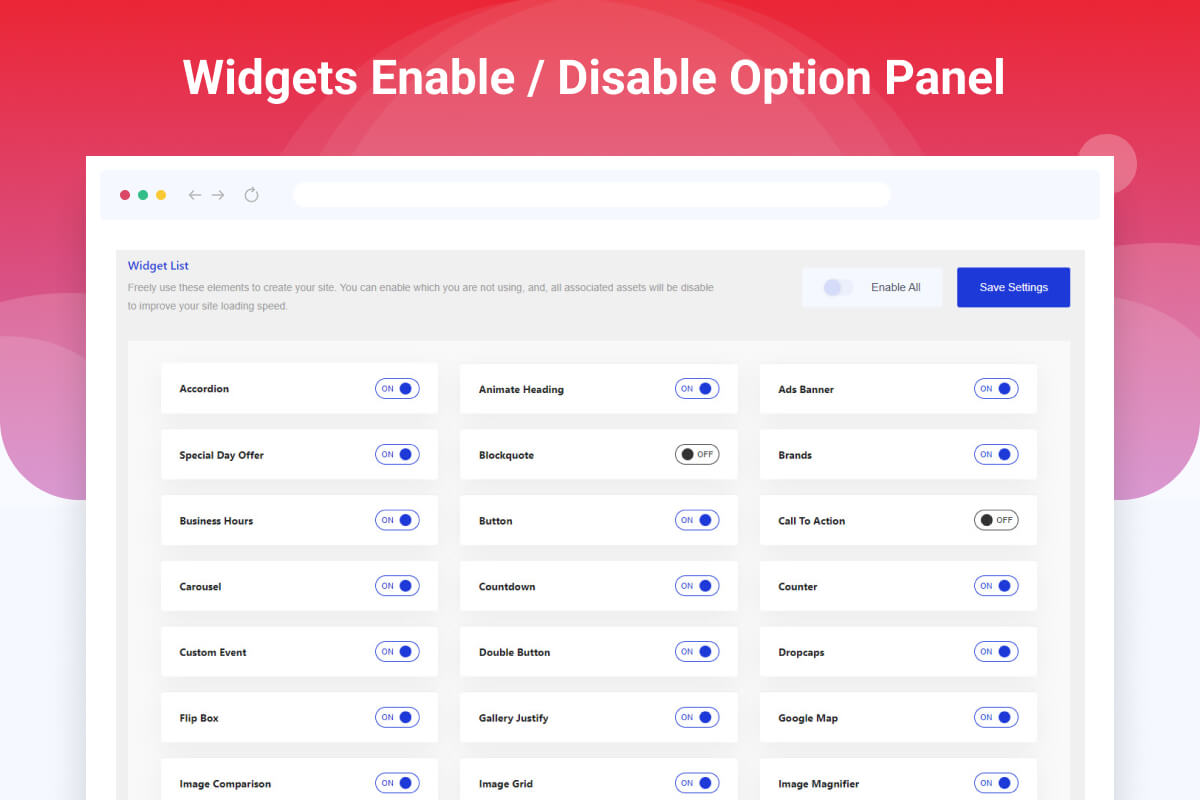 Widgets Enable / Disable Option Panel
Widget List
Freely use these elements to create your site. You can enable which you are not using, and, all associated assets will be disable
to improve your site loading speed.
Enable All
Save Settings
Accordion ON
Animate Heading ON
Ads Banner ON
Special Day Offer ON
Blockquote OFF
Brands ON
Business Hours ON
Button ON
Call To Action OFF
Carousel ON
Countdown ON
Counter ON
Custom Event ON
Double Button ON
Dropcaps ON
Flip Box ON
Gallery Justify ON
Google Map ON
Image Comparison ON
Image Grid ON
Image Magnifier ON